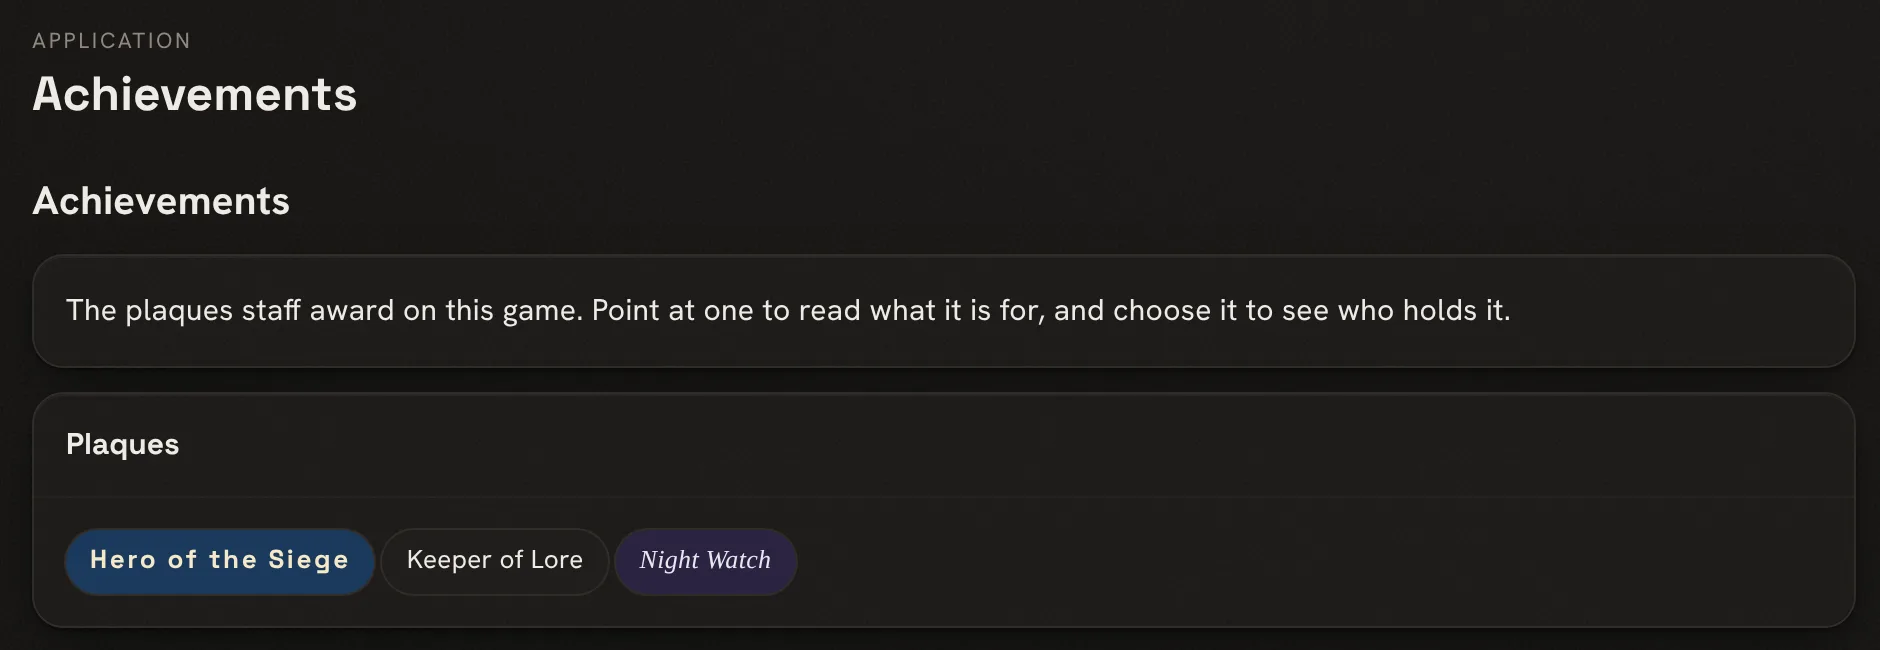 APPLICATION
Achievements
Achievements
The plaques staff award on this game. Point at one to read what it is for, and choose it to see who holds it.
Plaques
Hero of the Siege
Keeper of Lore
Night Watch